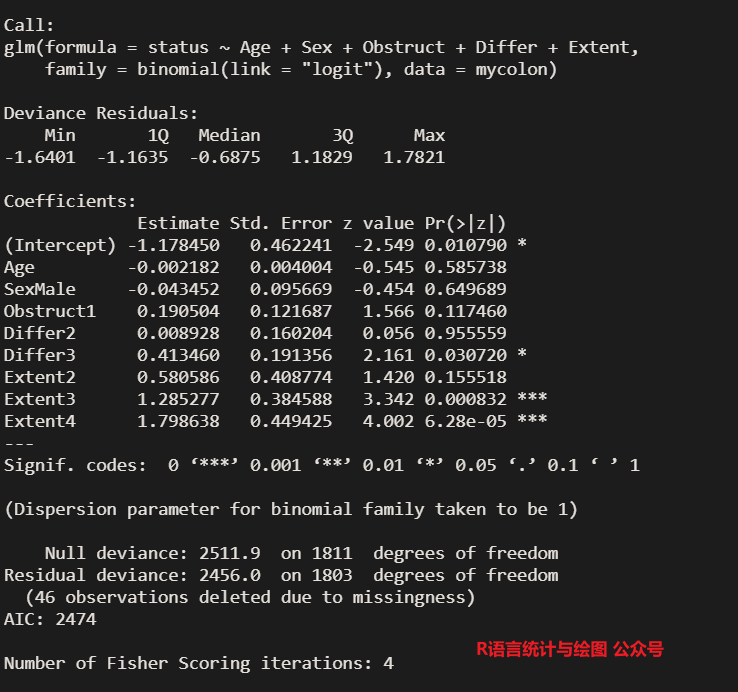 Call:
glm(formula = status ~ Age + Sex + Obstruct + Differ + Extent,
    family = binomial(link = "logit"), data = mycolon)

Deviance Residuals:
    Min       1Q   Median       3Q      Max
-1.6401  -1.1635  -0.6875   1.1829   1.7821

Coefficients:
             Estimate Std. Error z value Pr(>|z|)
(Intercept) -1.178450   0.462241  -2.549 0.010790 *
Age         -0.002182   0.004004  -0.545 0.585738
SexMale     -0.043452   0.095669  -0.454 0.649689
Obstruct1    0.190504   0.121687   1.566 0.117460
Differ2      0.008928   0.160204   0.056 0.955559
Differ3      0.413460   0.191356   2.161 0.030720 *
Extent2      0.580586   0.408774   1.420 0.155518
Extent3      1.285277   0.384588   3.342 0.000832 ***
Extent4      1.798638   0.449425   4.002 6.28e-05 ***
---
Signif. codes:  0 ‘***’ 0.001 ‘**’ 0.01 ‘*’ 0.05 ‘.’ 0.1 ‘ ’ 1

(Dispersion parameter for binomial family taken to be 1)

    Null deviance: 2511.9  on 1811  degrees of freedom
Residual deviance: 2456.0  on 1803  degrees of freedom
  (46 observations deleted due to missingness)
AIC: 2474

R语言统计与绘图 公众号
Number of Fisher Scoring iterations: 4